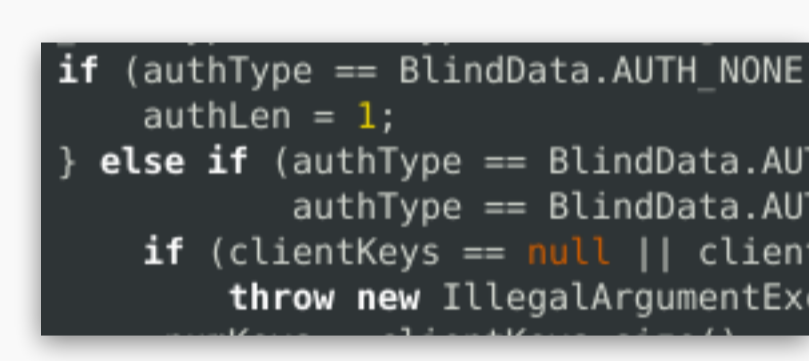 if (authType == BlindData.AUTH_NONE
    authLen = 1;
} else if (authType == BlindData.AU
           authType == BlindData.AU
    if (clientKeys == null || clien
        throw new IllegalArgumentEx